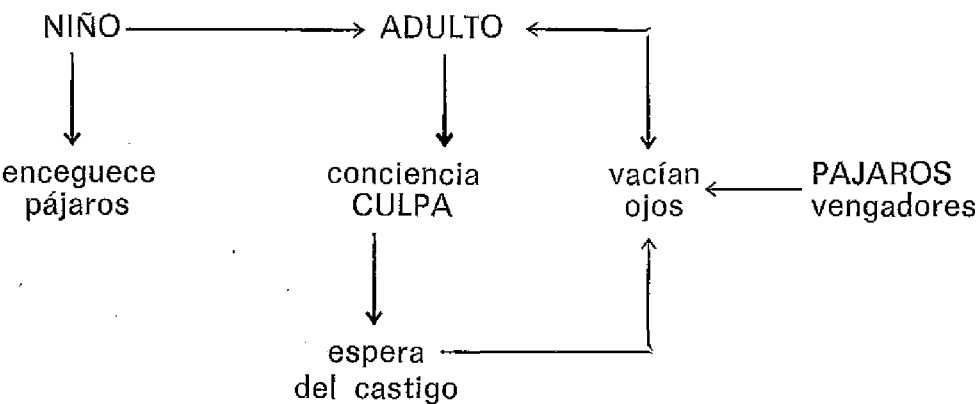 NIÑO
ADULTO
enceguece
pájaros
conciencia
CULPA
vacían
ojos
PAJAROS
vengadores
espera
del castigo